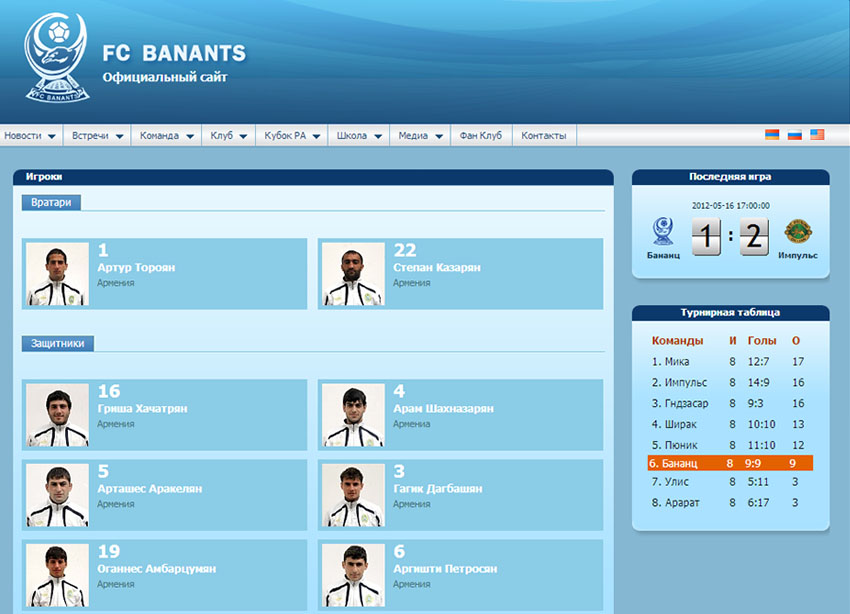 FC BANANTS
Официальный сайт
FC BANANTS
Новости Встречи Команда Клуб Кубок РА Школа Медиа Фан Клуб Контакты
Игроки
Вратари
1
Артур Тороян
Армения
22
Степан Казарян
Армения
Защитники
16
Гриша Хачатрян
Армения
4
Арам Шахназарян
Армениа
5
Арташес Аракелян
Армения
3
Гагик Дагбашян
Армения
19
Оганнес Амбарцумян
Армения
6
Аргишти Петросян
Армения
Последняя игра
2012-05-16 17:00:00
1 : 2
Бананц Импульс
Турнирная таблица
Команды И Голы О
1. Мика 8 12:7 17
2. Импульс 8 14:9 16
3. Гндзасар 8 9:3 16
4. Ширак 8 10:10 13
5. Пюник 8 11:10 12
6. Бананц 8 9:9 9
7. Улис 8 5:11 3
8. Арарат 8 6:17 3